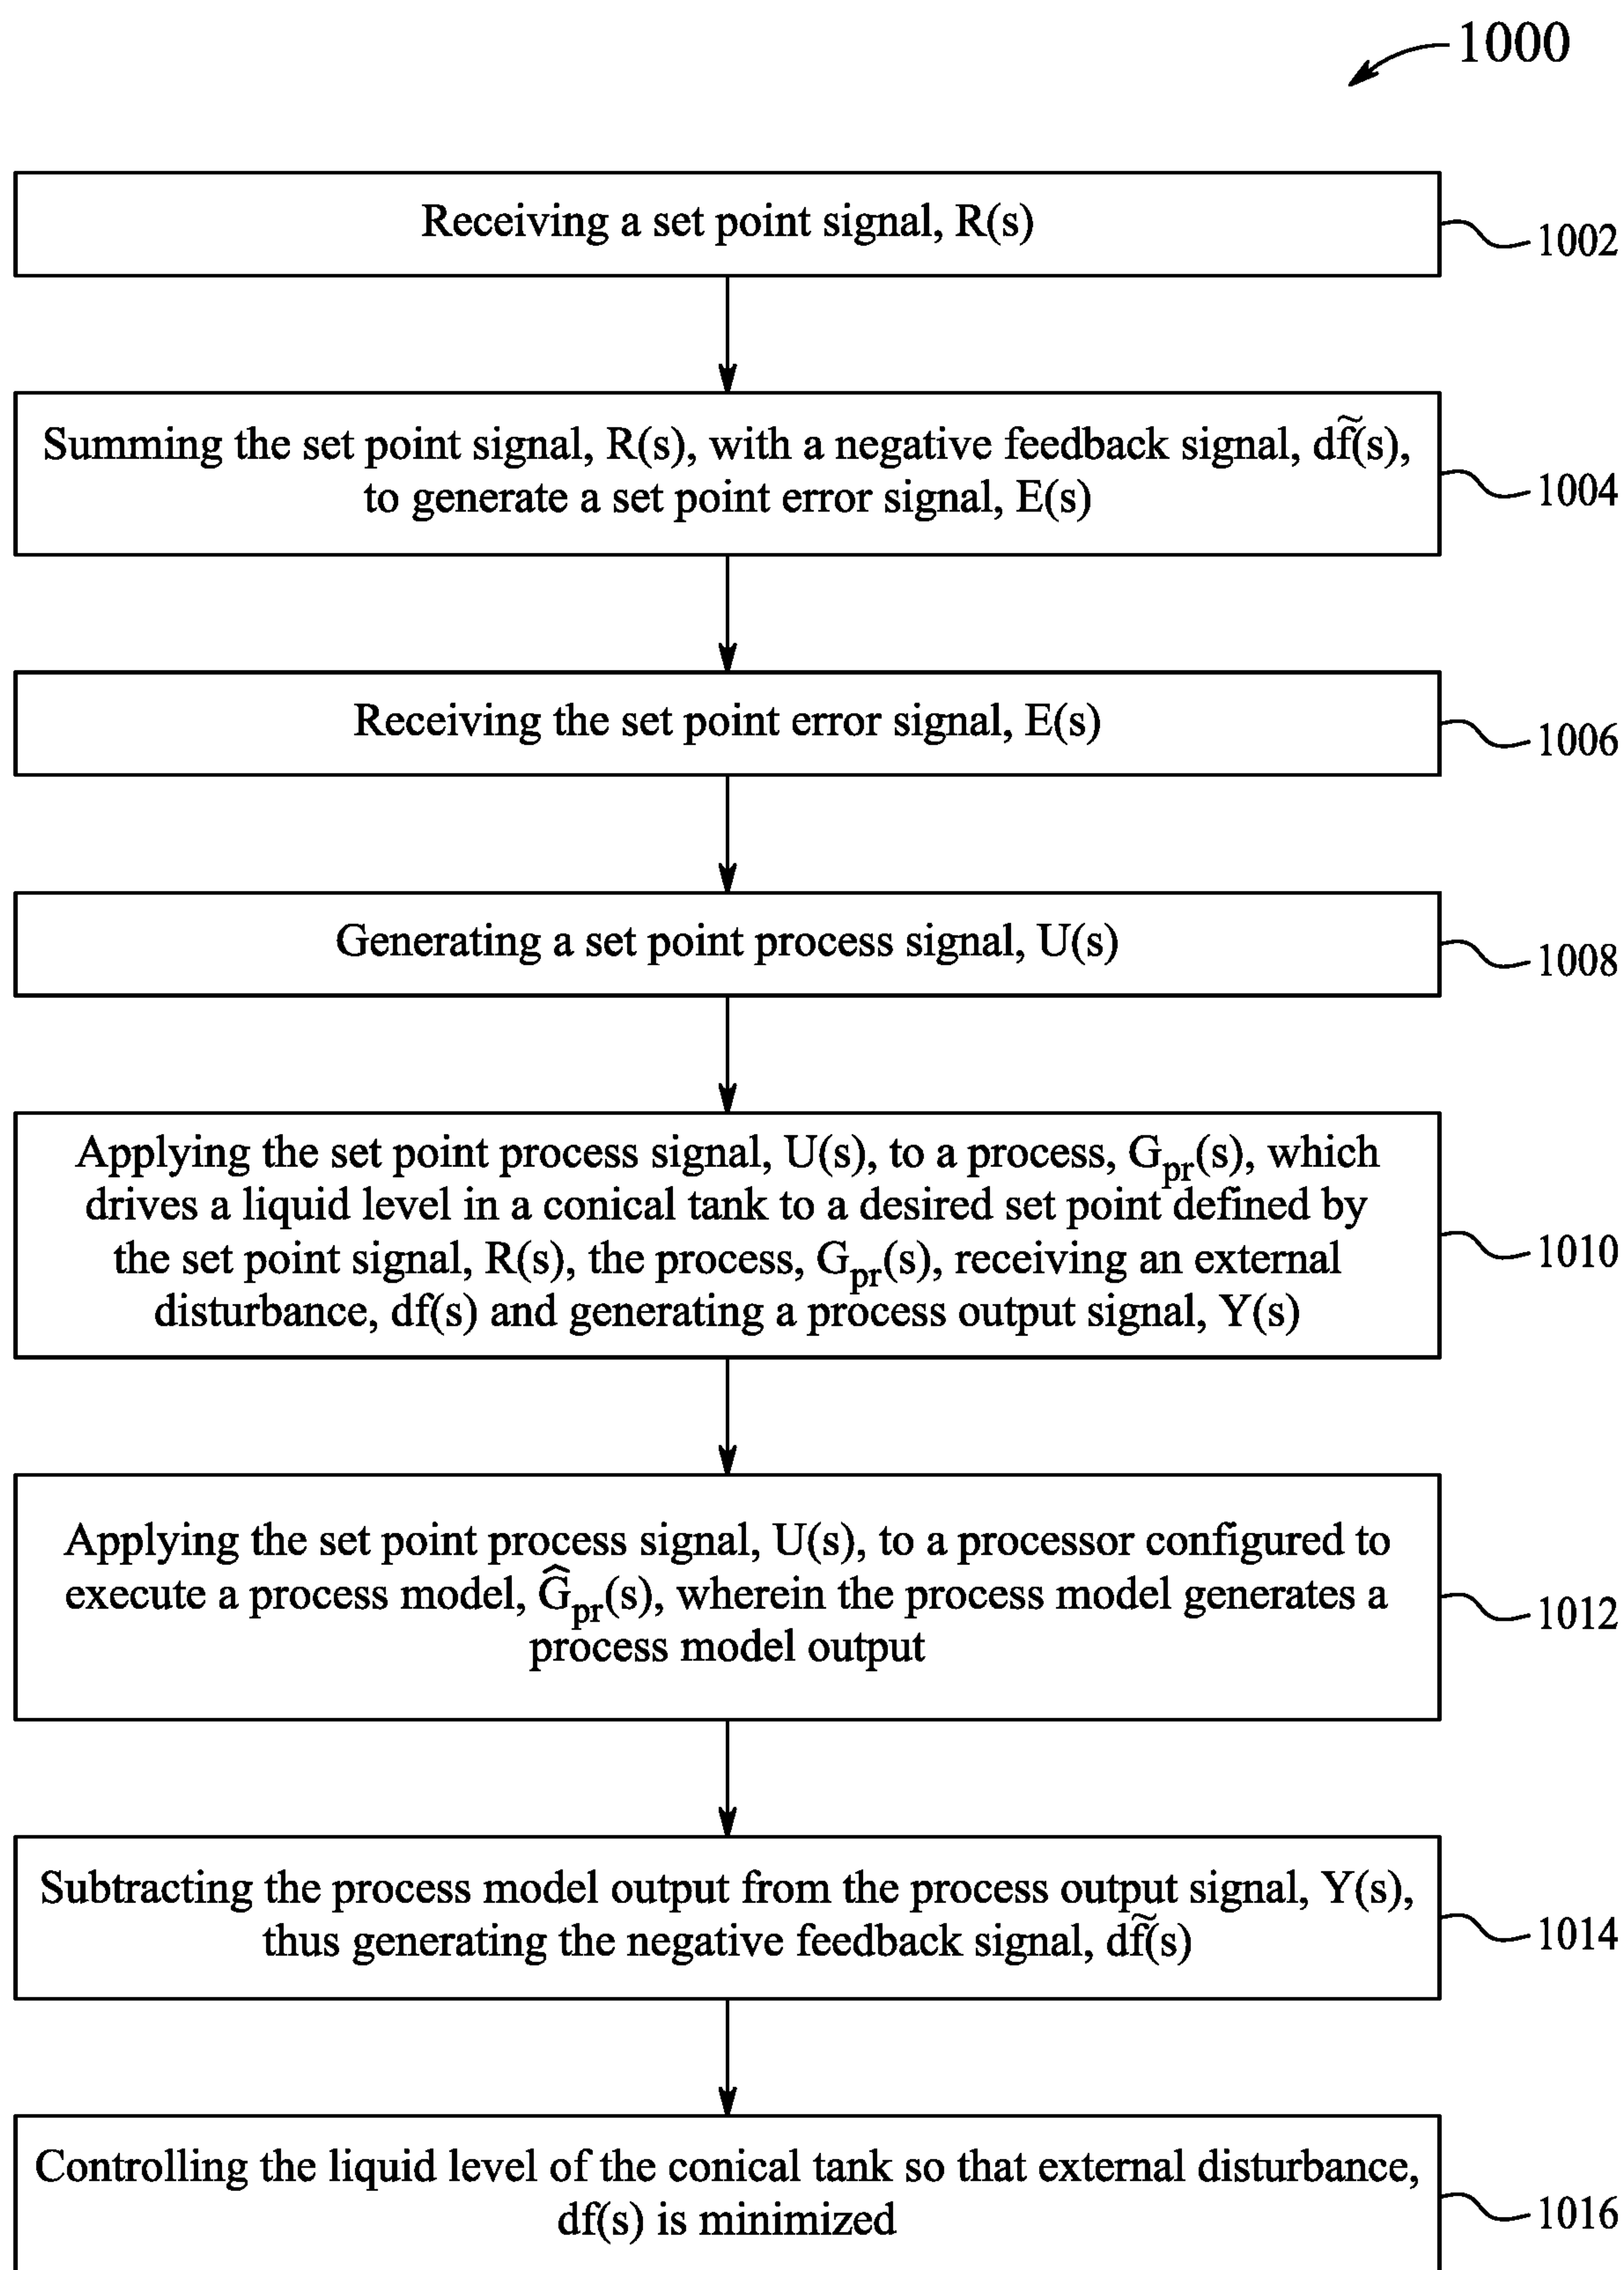 1000
Receiving a set point signal, R(s)
1002
Summing the set point signal, R(s), with a negative feedback signal, df̃(s),
to generate a set point error signal, E(s)
1004
Receiving the set point error signal, E(s)
1006
Generating a set point process signal, U(s)
1008
Applying the set point process signal, U(s), to a process, Gpr(s), which
drives a liquid level in a conical tank to a desired set point defined by
the set point signal, R(s), the process, Gpr(s), receiving an external
disturbance, df(s) and generating a process output signal, Y(s)
1010
Applying the set point process signal, U(s), to a processor configured to
execute a process model, Ĝpr(s), wherein the process model generates a
process model output
1012
Subtracting the process model output from the process output signal, Y(s),
thus generating the negative feedback signal, df̃(s)
1014
Controlling the liquid level of the conical tank so that external disturbance,
df(s) is minimized
1016